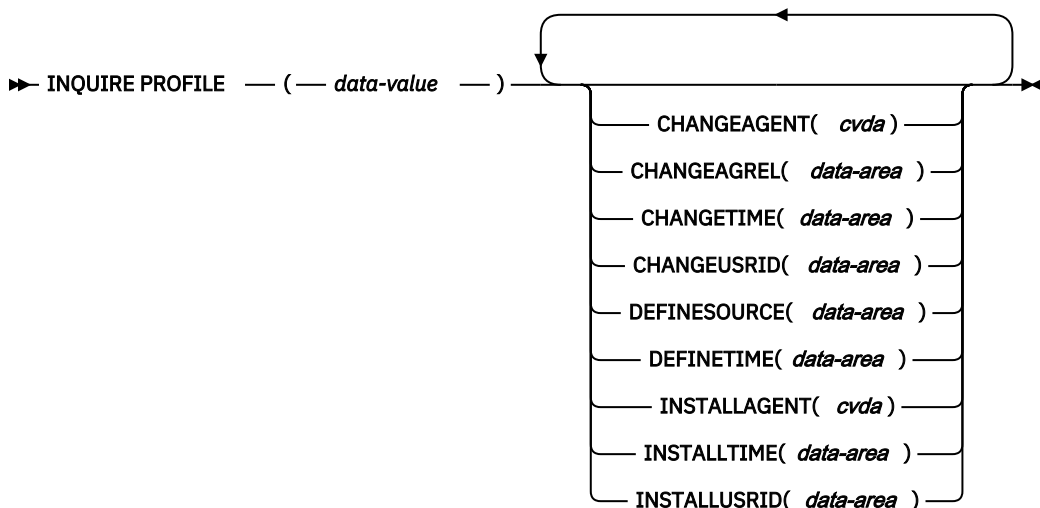 INQUIRE PROFILE ( data-value )
CHANGEAGENT( cvda )
CHANGEAGREL( data-area )
CHANGETIME( data-area )
CHANGEUSRID( data-area )
DEFINESOURCE( data-area )
DEFINETIME( data-area )
INSTALLAGENT( cvda )
INSTALLTIME( data-area )
INSTALLUSRID( data-area )